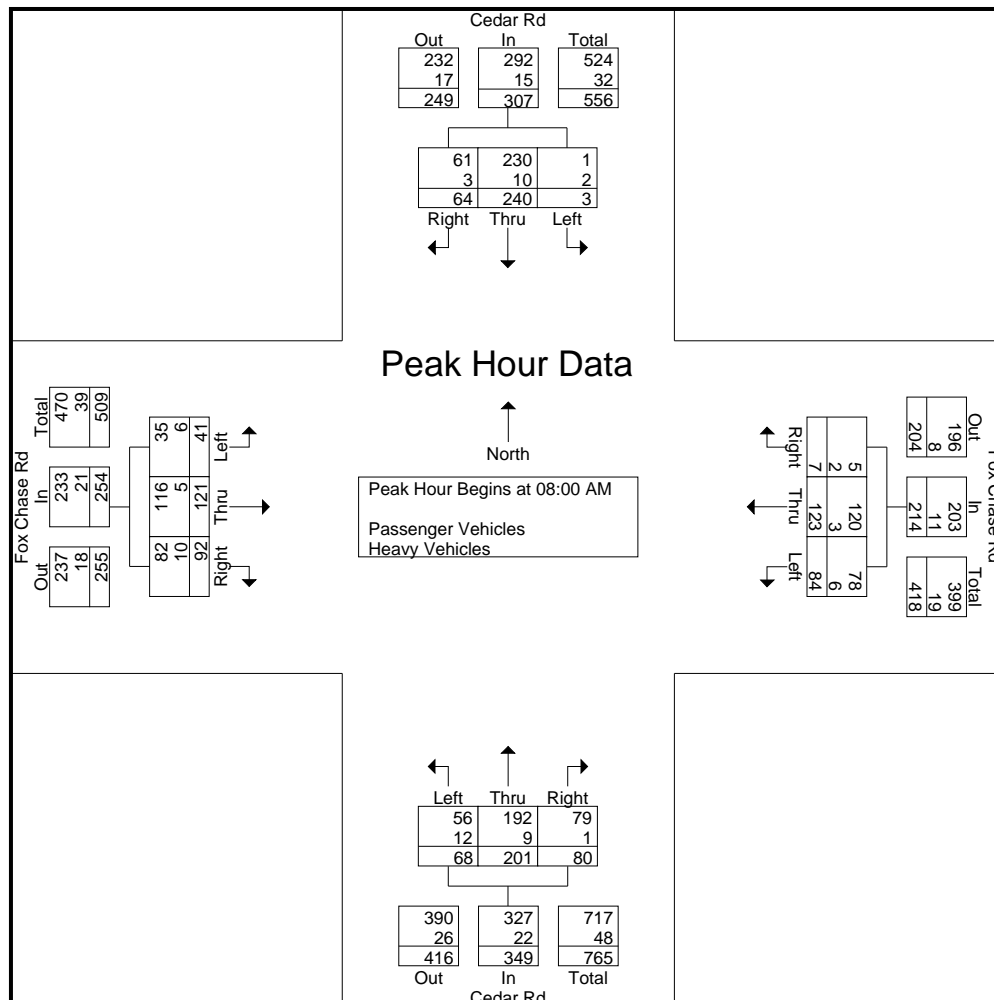 Cedar Rd
Out In Total
232 292 524
17 15 32
249 307 556
61 230 1
3 10 2
64 240 3
Right Thru Left
Peak Hour Data
North
Peak Hour Begins at 08:00 AM
Passenger Vehicles
Heavy Vehicles
Fox Chase Rd
Total In Out
470 233 237
39 21 18
509 254 255
35 116 82
6 5 10
41 121 92
Left Thru Right
Fox Chase Rd
Out In Total
196 203 399
8 11 19
204 214 418
5 120 78
2 3 6
7 123 84
Right Thru Left
Left Thru Right
56 192 79
12 9 1
68 201 80
390 327 717
26 22 48
416 349 765
Out In Total
Cedar Rd